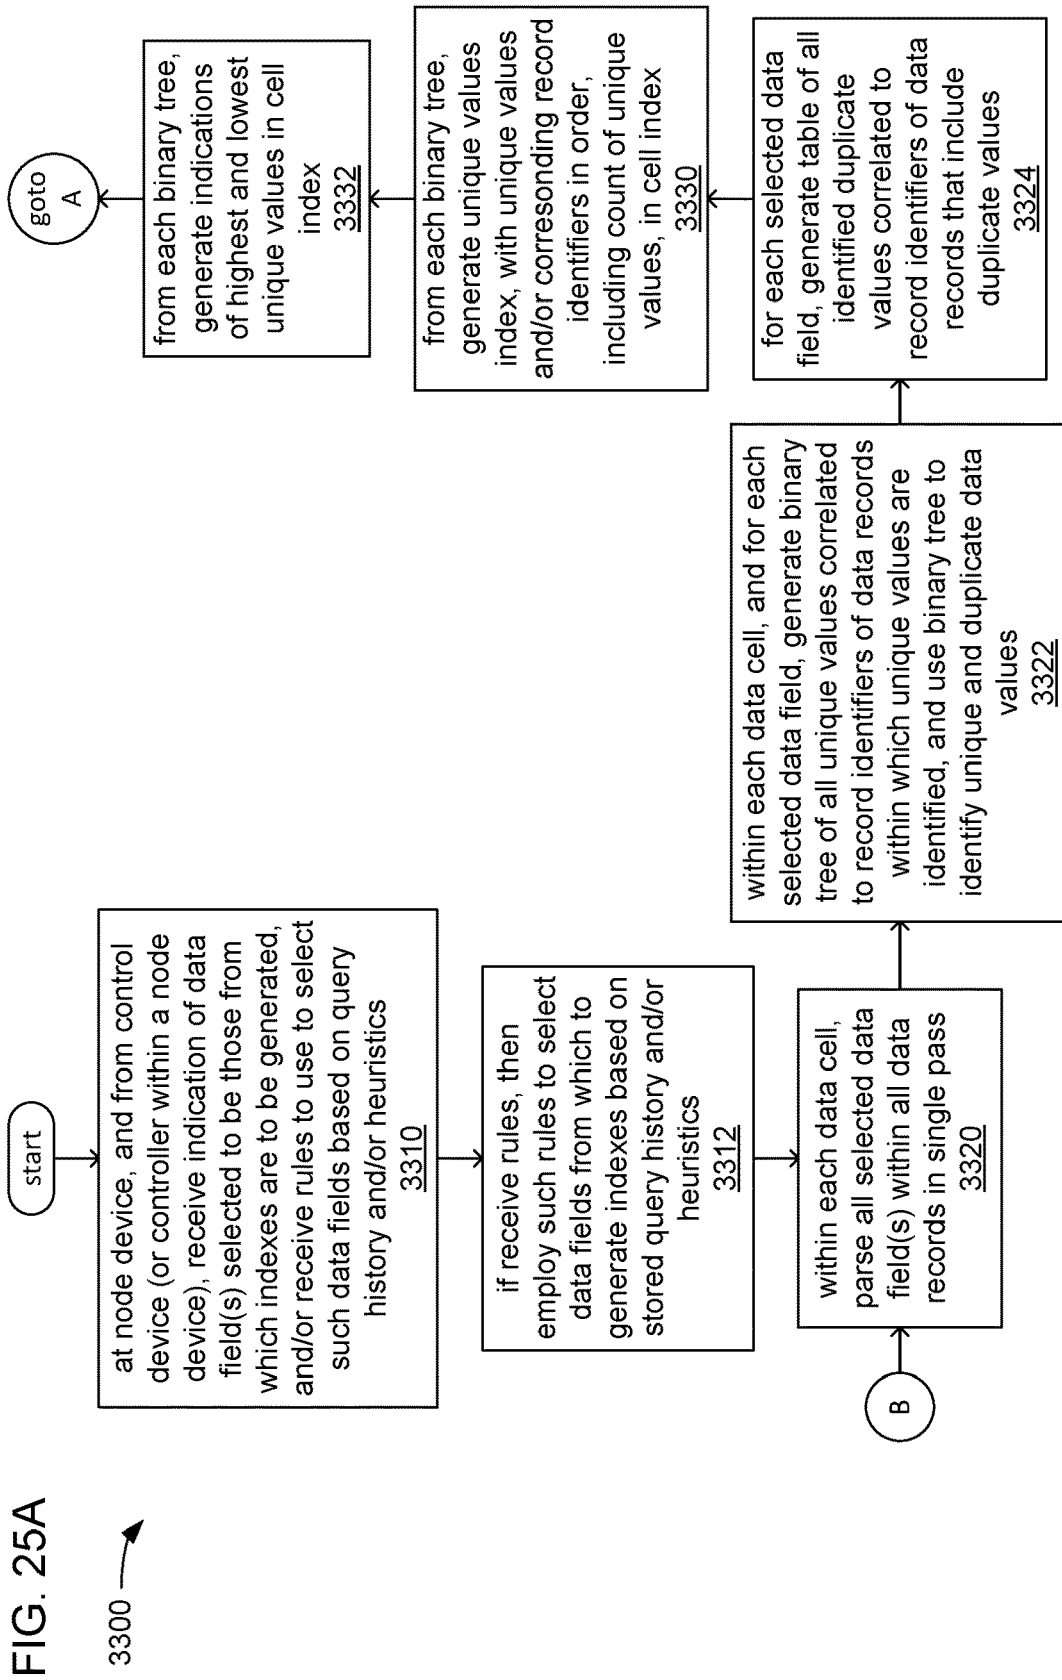 FIG. 25A
3300
start
at node device, and from control
device (or controller within a node
device), receive indication of data
field(s) selected to be those from
which indexes are to be generated,
and/or receive rules to use to select
such data fields based on query
history and/or heuristics
3310
if receive rules, then
employ such rules to select
data fields from which to
generate indexes based on
stored query history and/or
heuristics
3312
B
within each data cell,
parse all selected data
field(s) within all data
records in single pass
3320
within each data cell, and for each
selected data field, generate binary
tree of all unique values correlated
to record identifiers of data records
within which unique values are
identified, and use binary tree to
identify unique and duplicate data
values
3322
for each selected data
field, generate table of all
identified duplicate
values correlated to
record identifiers of data
records that include
duplicate values
3324
from each binary tree,
generate unique values
index, with unique values
and/or corresonding record
identifiers in order,
including count of unique
values, in cell index
3330
from each binary tree,
generate indications
of highest and lowest
unique values in cell
index
3332
goto
A